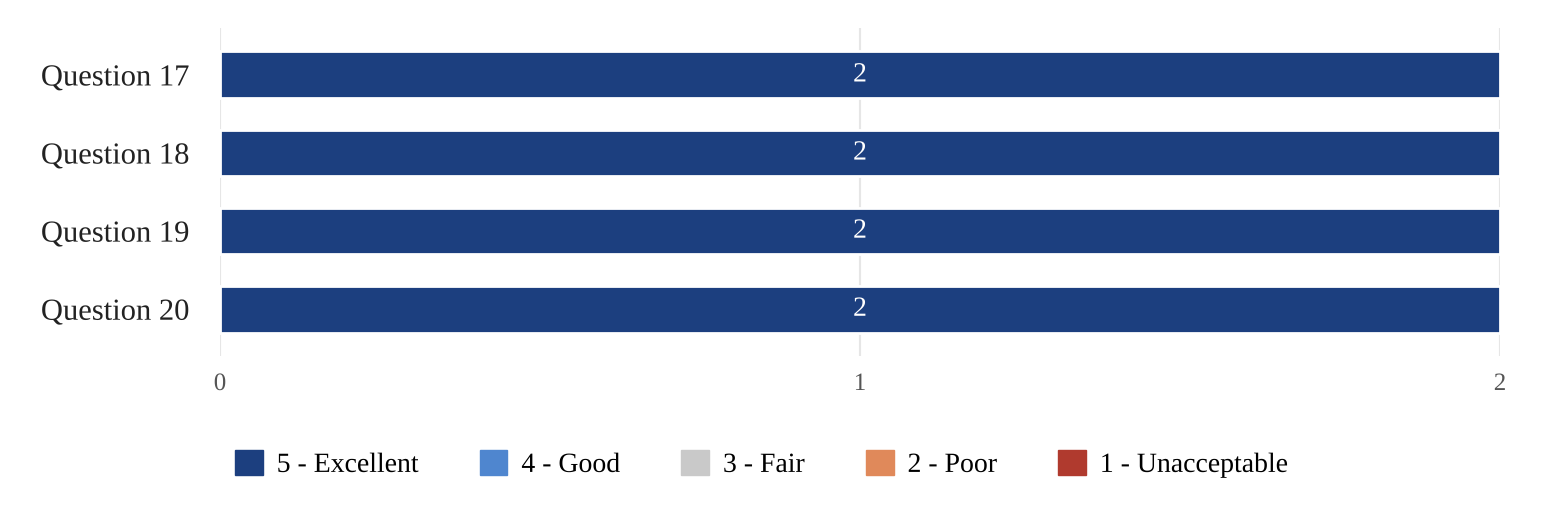 Question 17 2
Question 18 2
Question 19 2
Question 20 2
0 1 2
5 - Excellent 4 - Good 3 - Fair 2 - Poor 1 - Unacceptable